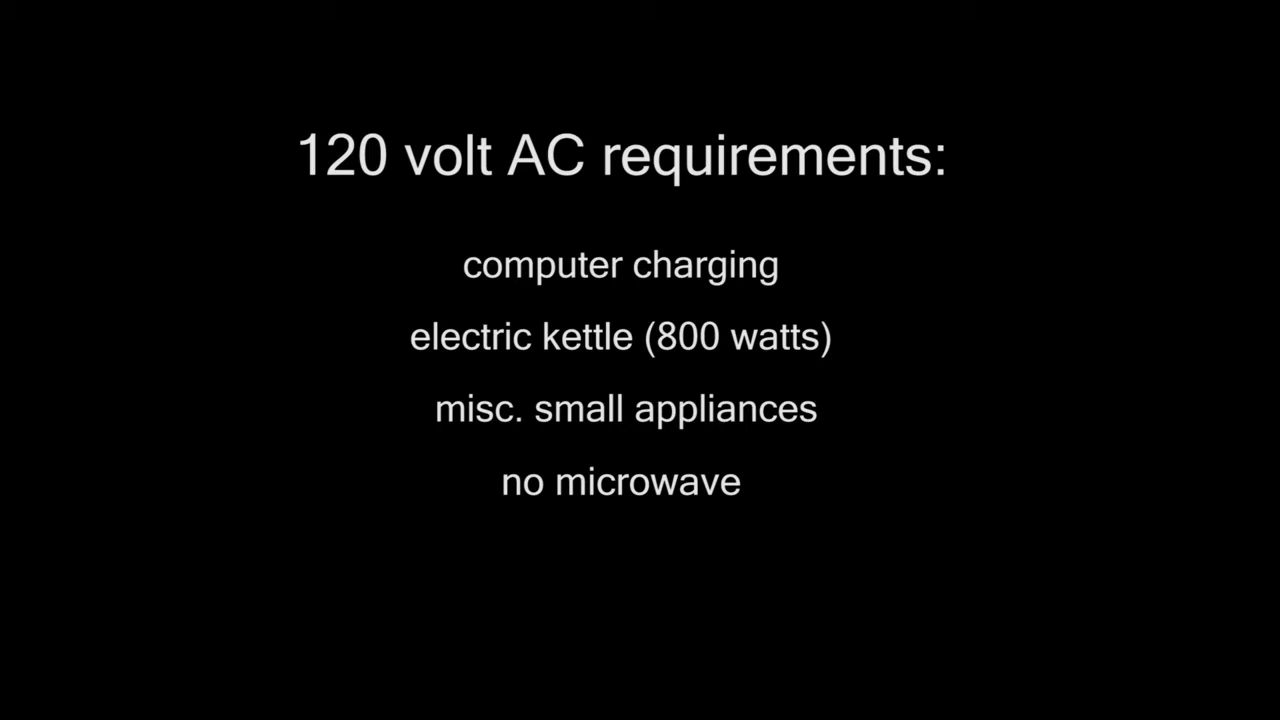 120 volt AC requirements:
computer charging
electric kettle (800 watts)
misc. small appliances
no microwave